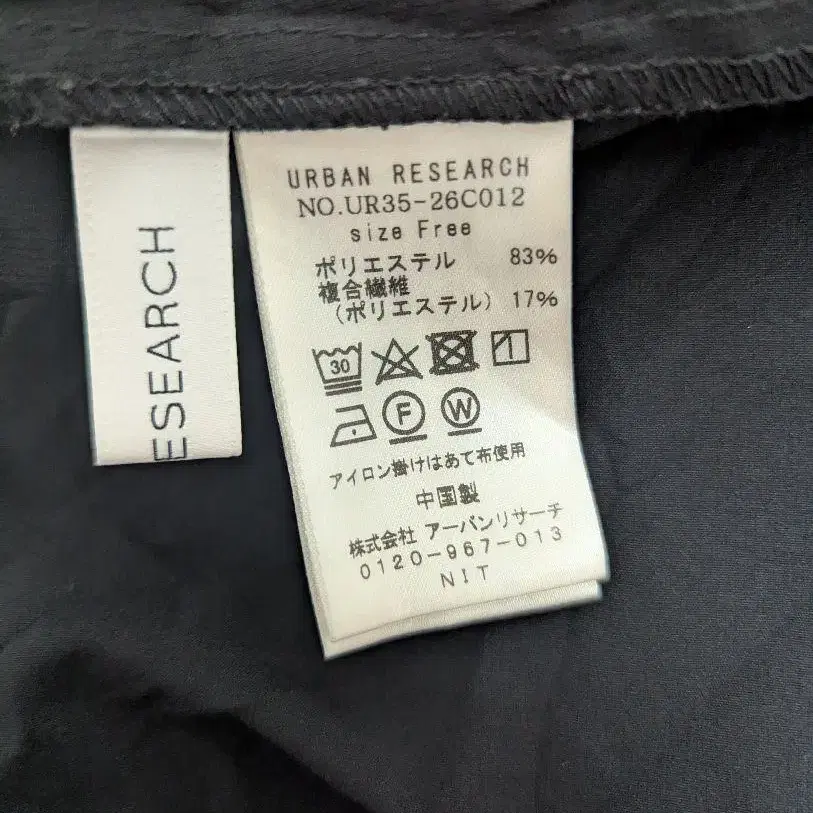 ESEARCH
URBAN RESEARCH
NO.UR35-26C012
size Free
ポリエステル 83%
複合繊維
（ポリエステル） 17%
30
F W
アイロン掛けはあて布使用
中国製
株式会社 アーバンリサーチ
0120-967-013
NIT